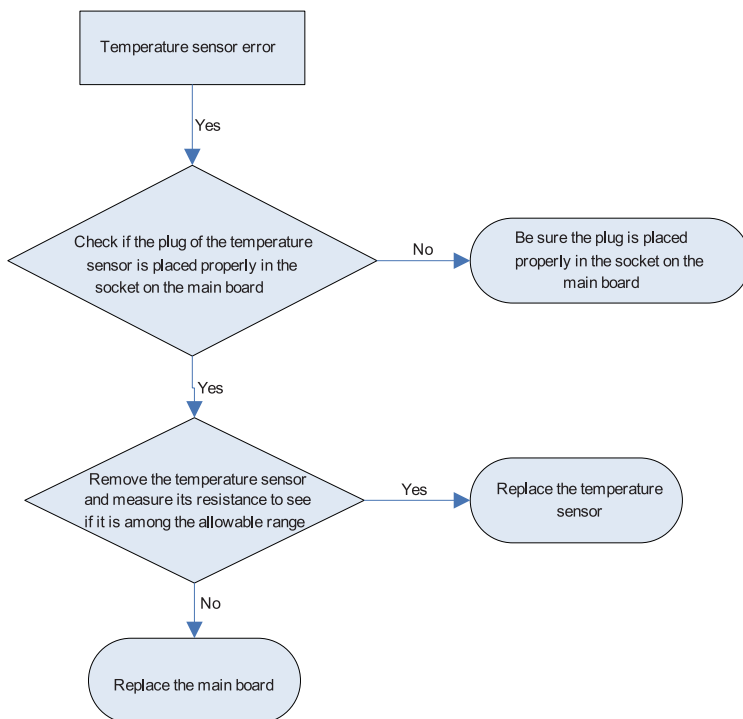 Temperature sensor error
Yes
Check if the plug of the temperature
sensor is placed properly in the
socket on the main board
No
Be sure the plug is placed
properly in the socket on the
main board
Yes
Remove the temperature sensor
and measure its resistance to see
if it is among the allowable range
Yes
Replace the temperature
sensor
No
Replace the main board